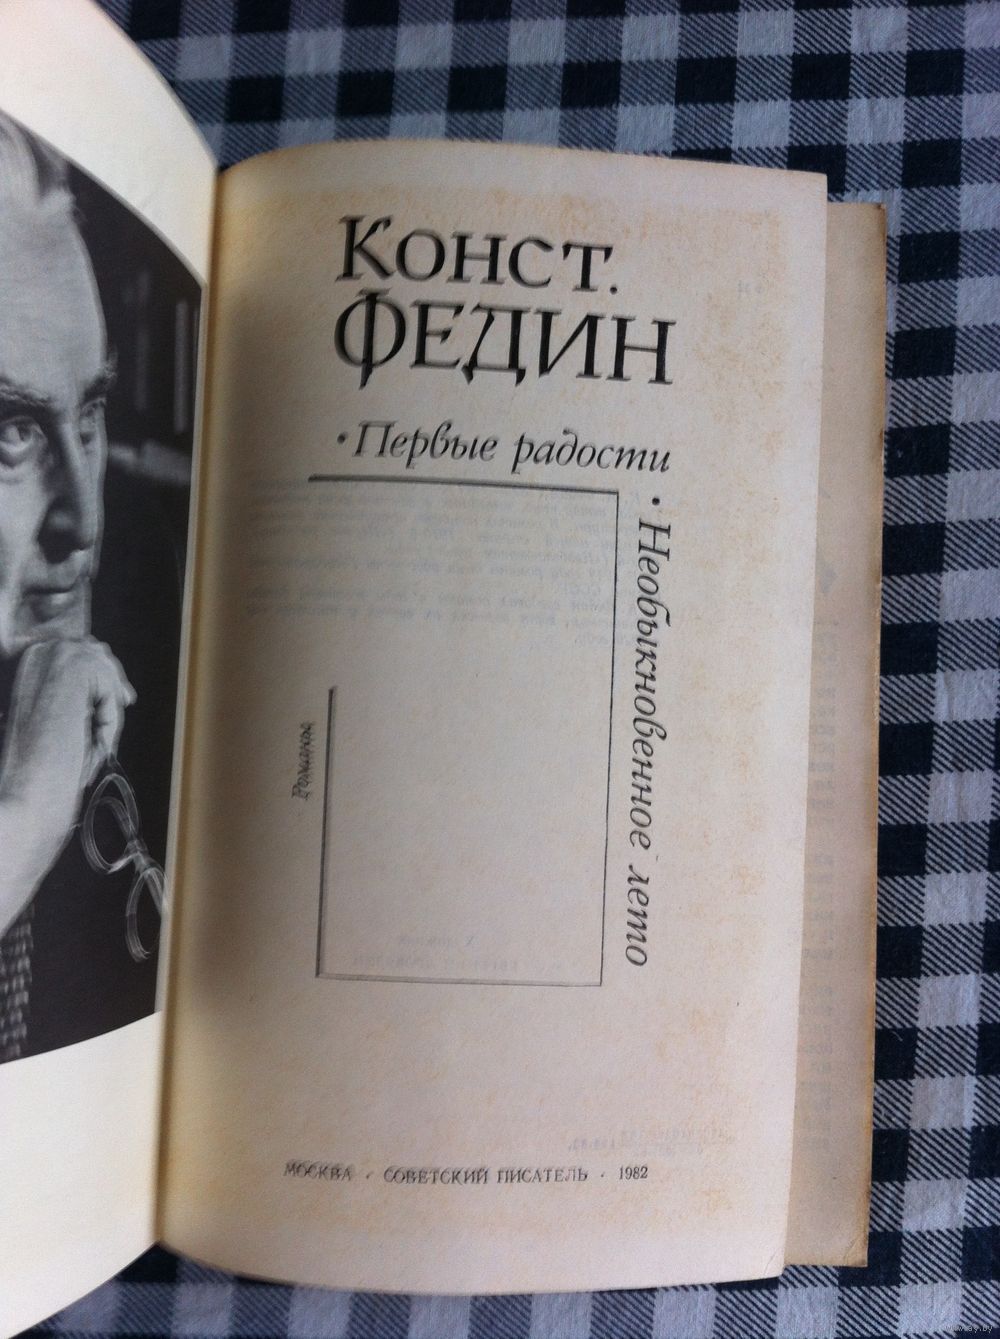 Конст.
Федин
• Первые радости
• Необыкновенное лето
Романы
МОСКВА · СОВЕТСКИЙ ПИСАТЕЛЬ · 1982